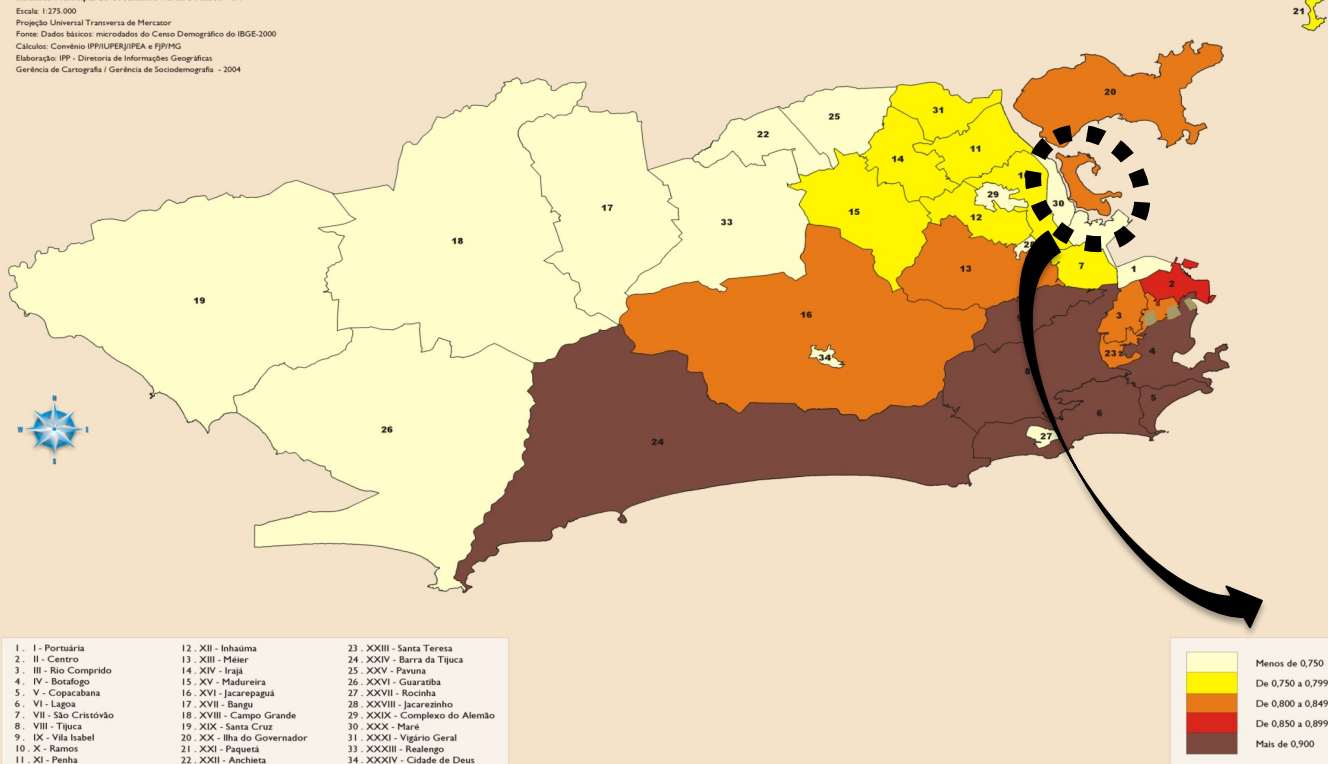 Escala: 1:275.000
Projeção Universal Transversa de Mercator
Fonte: Dados básicos: microdados do Censo Demográfico do IBGE-2000
Cálculos: Convênio IPP/IUPERJ/IPEA e FJP/MG
Elaboração: IPP - Diretoria de Informações Geográficas
Gerência de Cartografia / Gerência de Sociodemografia - 2004
21
20
31
25
22
11
14
10
29
30
17
15
12
33
18
28
13
7
1
2
19
16
3
34
23
4
8
5
6
26
27
24
N
W E
S
1 . I - Portuária
2 . II - Centro
3 . III - Rio Comprido
4 . IV - Botafogo
5 . V - Copacabana
6 . VI - Lagoa
7 . VII - São Cristóvão
8 . VIII - Tijuca
9 . IX - Vila Isabel
10 . X - Ramos
11 . XI - Penha
12 . XII - Inhaúma
13 . XIII - Méier
14 . XIV - Irajá
15 . XV - Madureira
16 . XVI - Jacarepaguá
17 . XVII - Bangu
18 . XVIII - Campo Grande
19 . XIX - Santa Cruz
20 . XX - Ilha do Governador
21 . XXI - Paquetá
22 . XXII - Anchieta
23 . XXIII - Santa Teresa
24 . XXIV - Barra da Tijuca
25 . XXV - Pavuna
26 . XXVI - Guaratiba
27 . XXVII - Rocinha
28 . XXVIII - Jacarezinho
29 . XXIX - Complexo do Alemão
30 . XXX - Maré
31 . XXXI - Vigário Geral
33 . XXXIII - Realengo
34 . XXXIV - Cidade de Deus
Menos de 0,750
De 0,750 a 0,799
De 0,800 a 0,849
De 0,850 a 0,899
Mais de 0,900